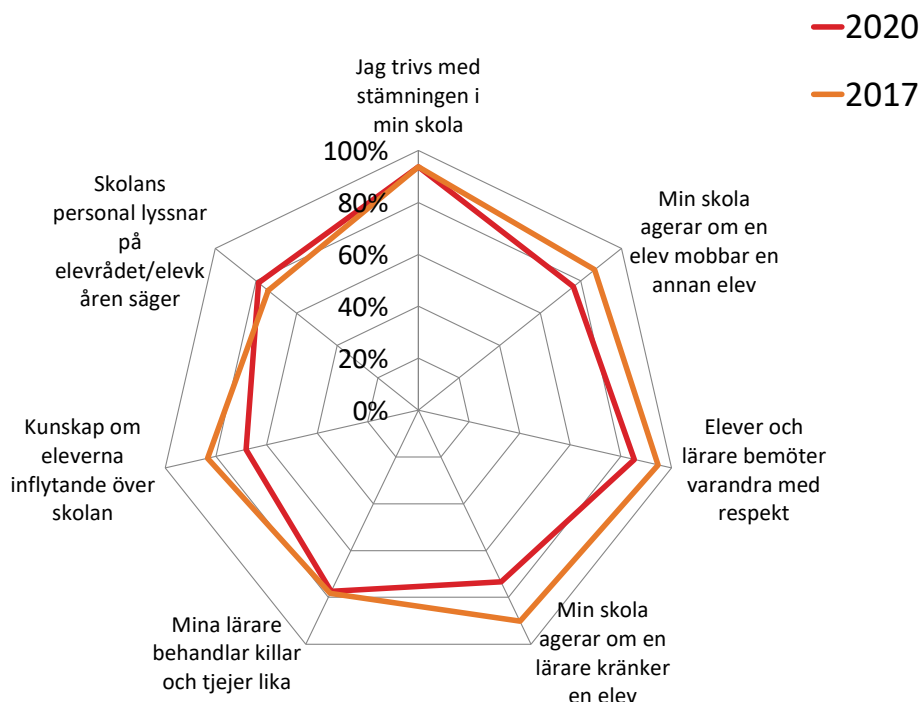 2020
2017
Jag trivs med
stämningen i
min skola
Min skola
agerar om en
elev mobbar en
annan elev
Elever och
lärare bemöter
varandra med
respekt
Min skola
agerar om en
lärare kränker
en elev
Mina lärare
behandlar killar
och tjejer lika
Kunskap om
eleverna
inflytande över
skolan
Skolans
personal lyssnar
på
elevrådet/elevk
åren säger
100%
80%
60%
40%
20%
0%